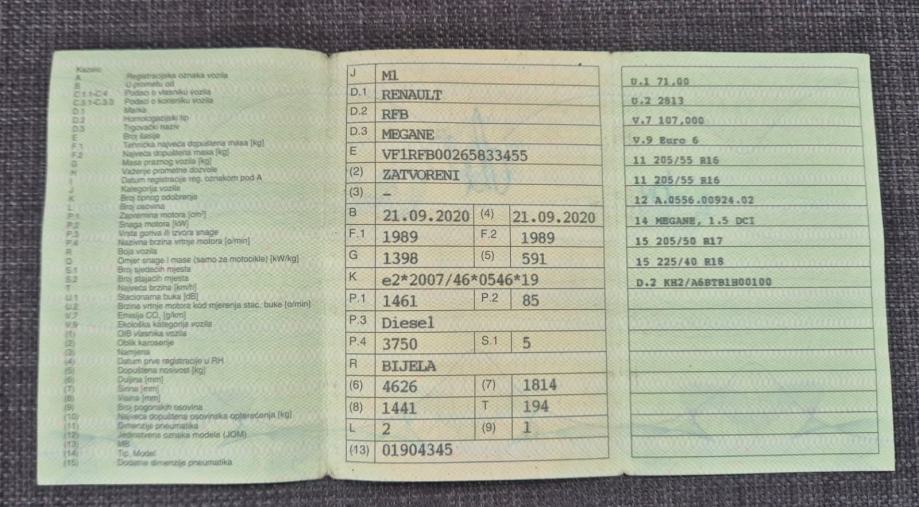 Kazalo:
A Registracijska oznaka vozila
B U prometu od
C.1.1-C.4 Podaci o vlasniku vozila
C.3.1-C.3.3 Podaci o korisniku vozila
D.1 Marka
D.2 Homologacijski tip
D.3 Trgovački naziv
E Broj šasije
F.1 Tehnička najveća dopuštena masa [kg]
F.2 Najveća dopuštena masa [kg]
G Masa praznog vozila [kg]
H Važenje prometne dozvole
I Datum registracije reg. oznakom pod A
J Kategorija vozila
K Broj tipnog odobrenja
L Broj osovina
P.1 Zapremina motora [cm³]
P.2 Snaga motora [kW]
P.3 Vrsta goriva ili izvora snage
P.4 Nazivna brzina vrtnje motora [o/min]
R Boja vozila
Q Omjer snage i mase (samo za motocikle) [kW/kg]
S.1 Broj sjedećih mjesta
S.2 Broj stajaćih mjesta
T Najveća brzina [km/h]
U.1 Stacionarna buka [dB]
U.2 Brzina vrtnje motora kod mjerenja stac. buke [o/min]
V.7 Emisija CO₂ [g/km]
V.9 Ekološka kategorija vozila
(1) OIB vlasnika vozila
(2) Oblik karoserije
(3) Namjena
(4) Datum prve registracije u RH
(5) Dopuštena nosivost [kg]
(6) Duljina [mm]
(7) Širina [mm]
(8) Visina [mm]
(9) Broj pogonskih osovina
(10) Najveća dopuštena osovinska opterećenja [kg]
(11) Dimenzije pneumatika
(12) Jedinstvena oznaka modela (JOM)
(13) MB
(14) Tip, Model
(15) Dodatne dimenzije pneumatika
J M1
D.1 RENAULT
D.2 RFB
D.3 MEGANE
E VF1RFB00265833455
(2) ZATVORENI
(3) –
B 21.09.2020 (4) 21.09.2020
F.1 1989 F.2 1989
G 1398 (5) 591
K e2*2007/46*0546*19
P.1 1461 P.2 85
P.3 Diesel
P.4 3750 S.1 5
R BIJELA
(6) 4626 (7) 1814
(8) 1441 T 194
L 2 (9) 1
(13) 01904345
U.1 71,00
U.2 2813
V.7 107,000
V.9 Euro 6
11 205/55 R16
11 205/55 R16
12 A.0556.00924.02
14 MEGANE, 1.5 DCI
15 205/50 R17
15 225/40 R18
D.2 KH2/A6BTB1H00100